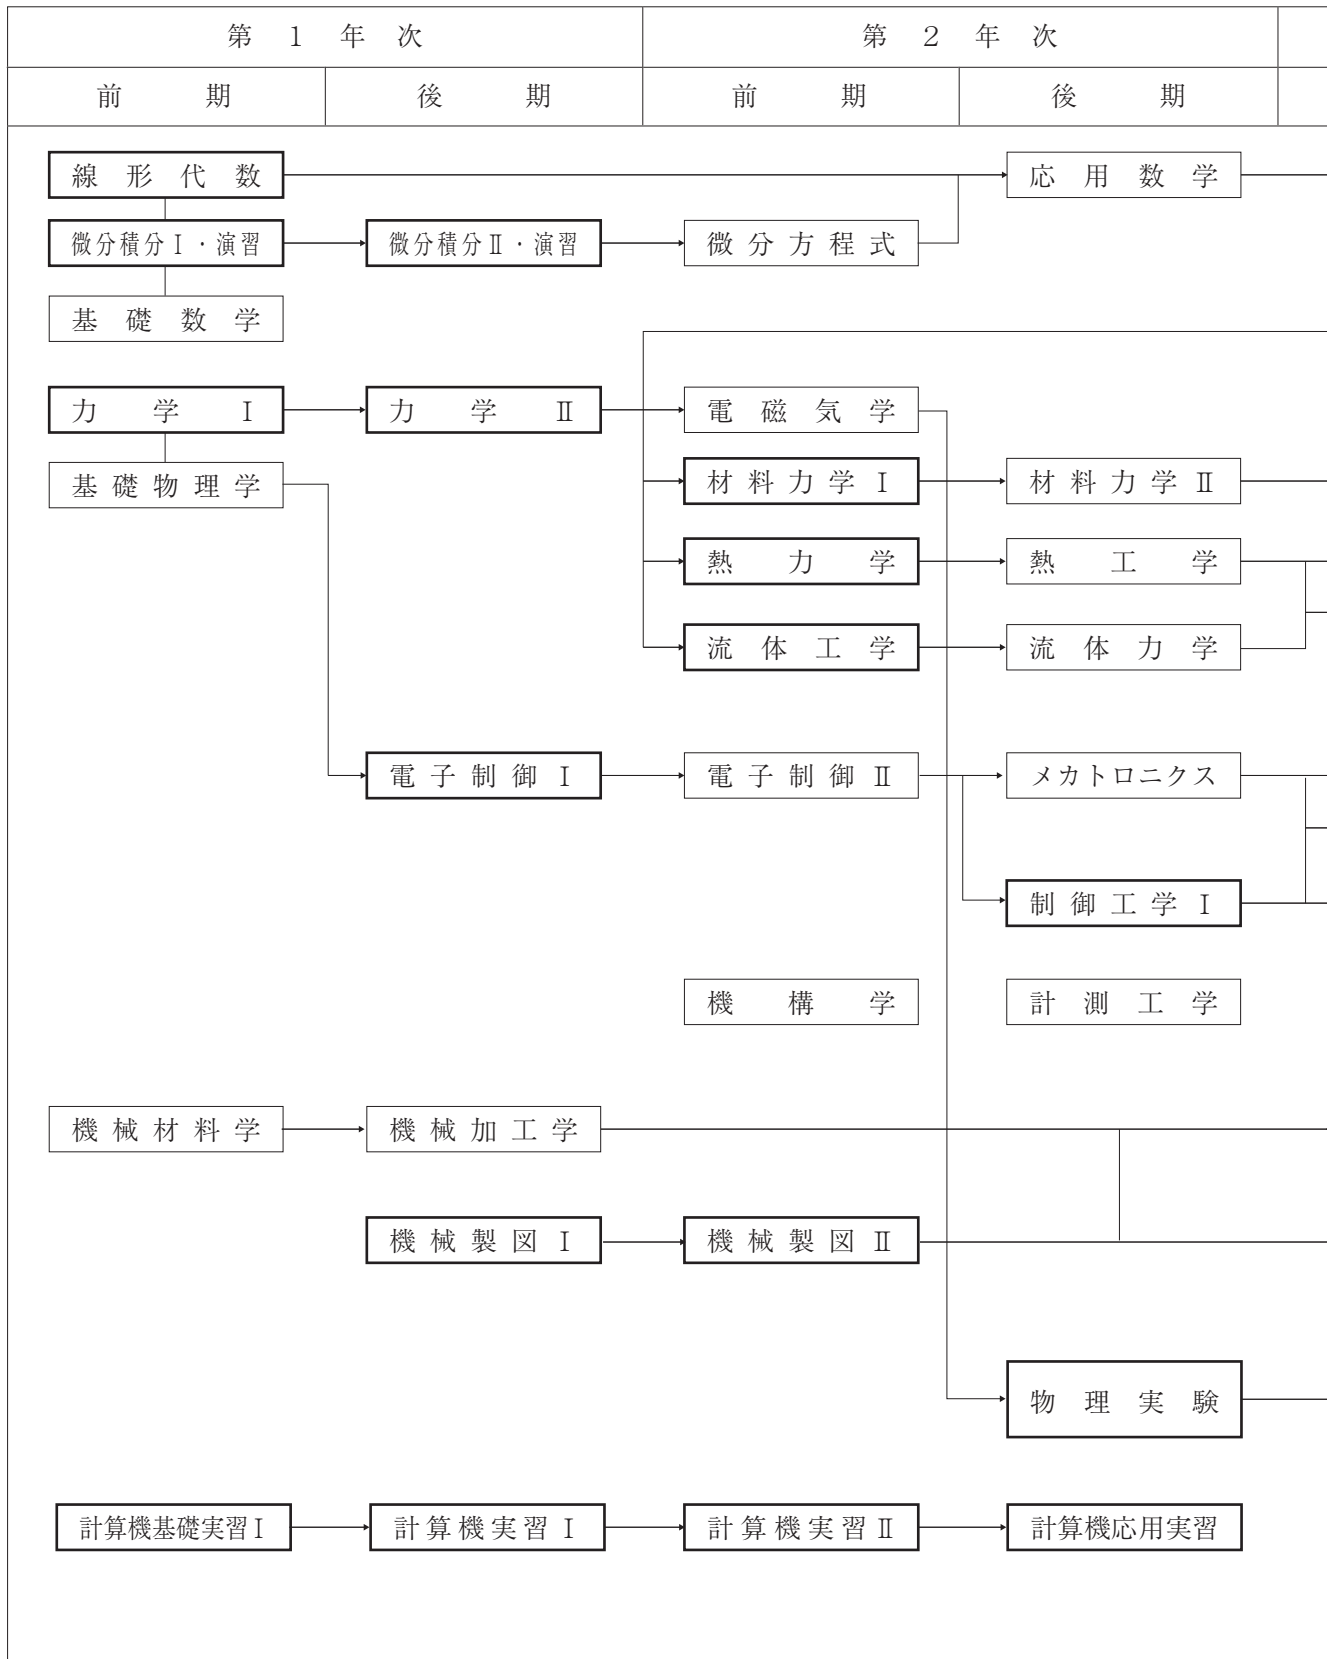 第 1 年 次 第 2 年 次
前 期 後 期 前 期 後 期
線 形 代 数 応 用 数 学
微分積分Ⅰ・演習 微分積分Ⅱ・演習 微 分 方 程 式
基 礎 数 学
力 学 Ⅰ 力 学 Ⅱ 電 磁 気 学
基 礎 物 理 学 材 料 力 学 Ⅰ 材 料 力 学 Ⅱ
熱 力 学 熱 工 学
流 体 工 学 流 体 力 学
電 子 制 御 Ⅰ 電 子 制 御 Ⅱ メカトロニクス
制 御 工 学 Ⅰ
機 構 学 計 測 工 学
機 械 材 料 学 機 械 加 工 学
機 械 製 図 Ⅰ 機 械 製 図 Ⅱ
物 理 実 験
計算機基礎実習Ⅰ 計 算 機 実 習 Ⅰ 計 算 機 実 習 Ⅱ 計算機応用実習